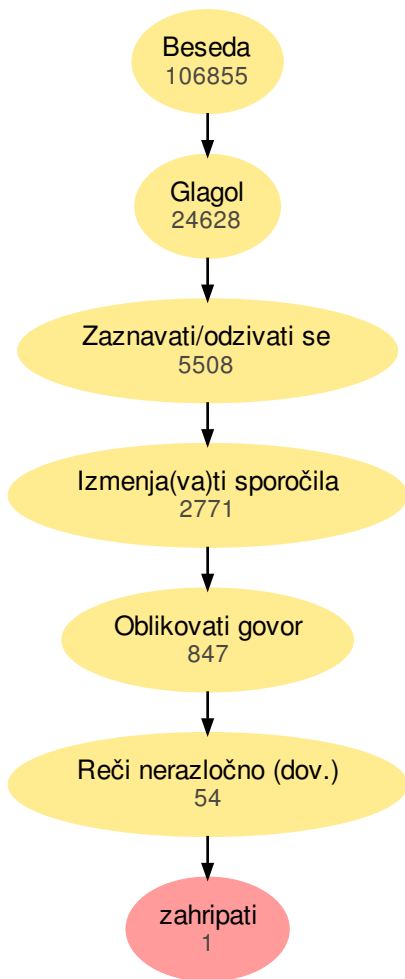 Beseda
106855
Glagol
24628
Zaznavati/odzivati se
5508
Izmenja(va)ti sporočila
2771
Oblikovati govor
847
Reči nerazločno (dov.)
54
zahripati
1